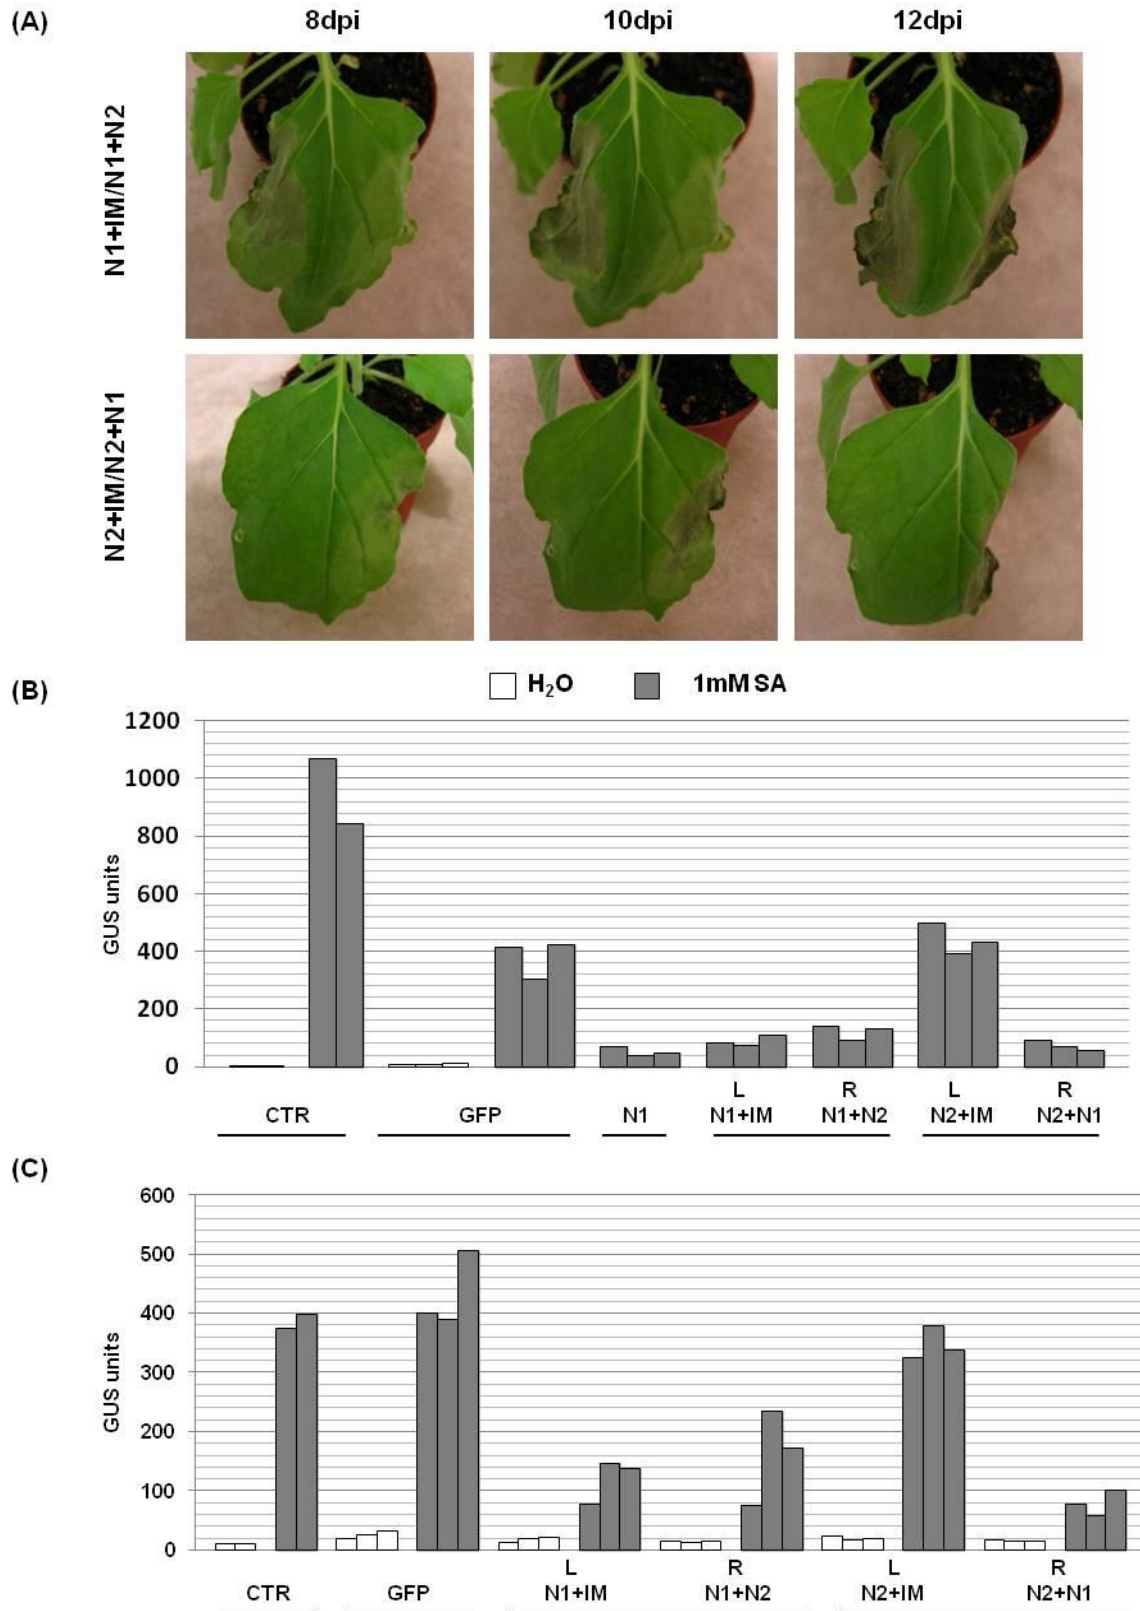 (A)
8dpi 10dpi 12dpi
N1+IM/N1+N2
N2+IM/N2+N1
(B)
H₂O 1mM SA
1200
1000
800
600
400
200
0
GUS units
L R L R
CTR GFP N1 N1+IM N1+N2 N2+IM N2+N1
(C)
600
500
400
300
200
100
0
GUS units
L R L R
CTR GFP N1+IM N1+N2 N2+IM N2+N1